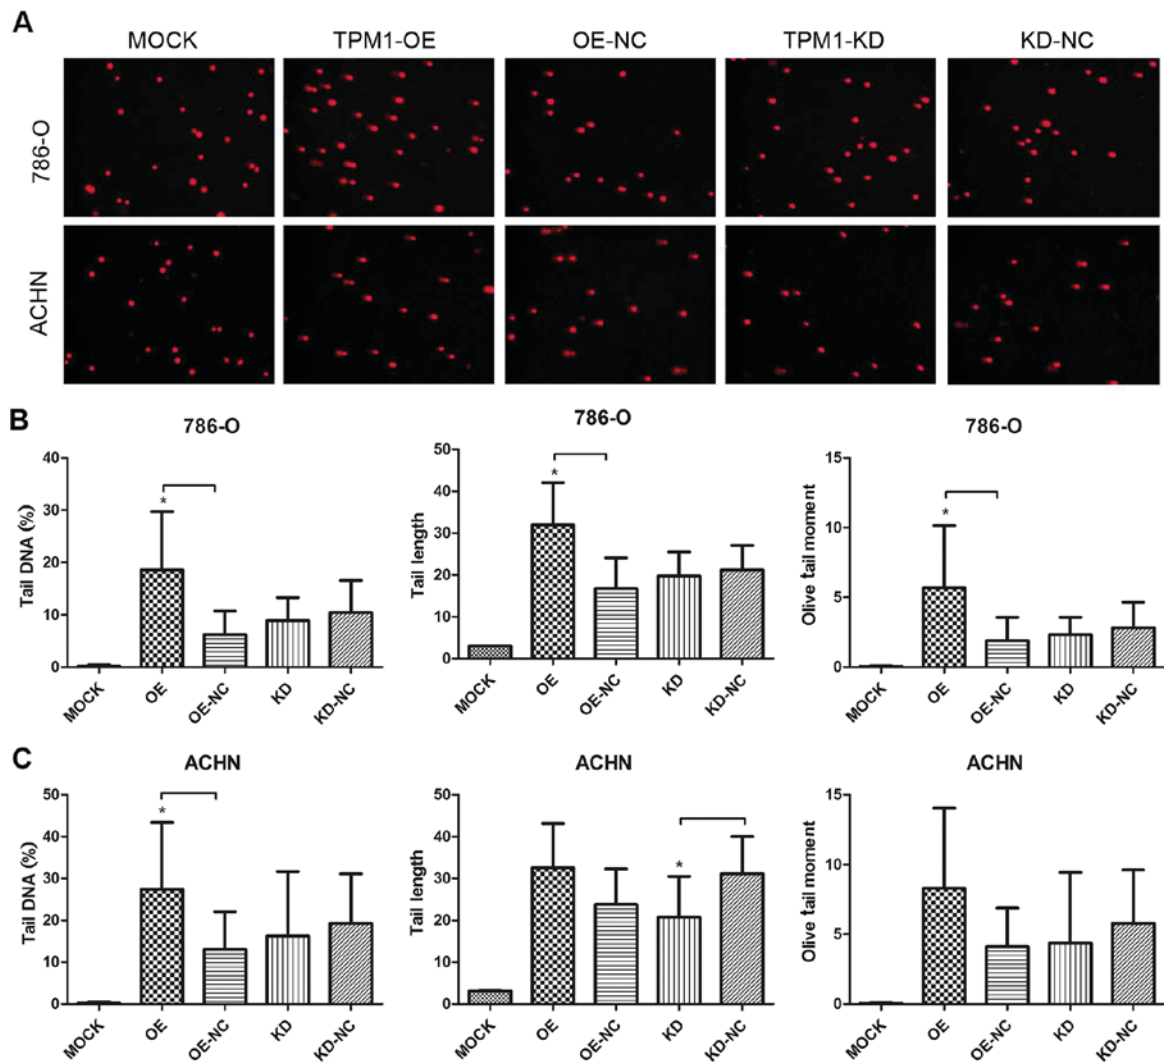 A
MOCK TPM1-OE OE-NC TPM1-KD KD-NC
786-O
ACHN
B
786-O 786-O 786-O
Tail DNA (%)
40
30
20
10
0
*
MOCK OE OE-NC KD KD-NC
Tail length
50
40
30
20
10
0
*
MOCK OE OE-NC KD KD-NC
Olive tail moment
15
10
5
0
*
MOCK OE OE-NC KD KD-NC
C
ACHN ACHN ACHN
Tail DNA (%)
50
40
30
20
10
0
*
MOCK OE OE-NC KD KD-NC
Tail length
50
40
30
20
10
0
*
MOCK OE OE-NC KD KD-NC
Olive tail moment
15
10
5
0
MOCK OE OE-NC KD KD-NC